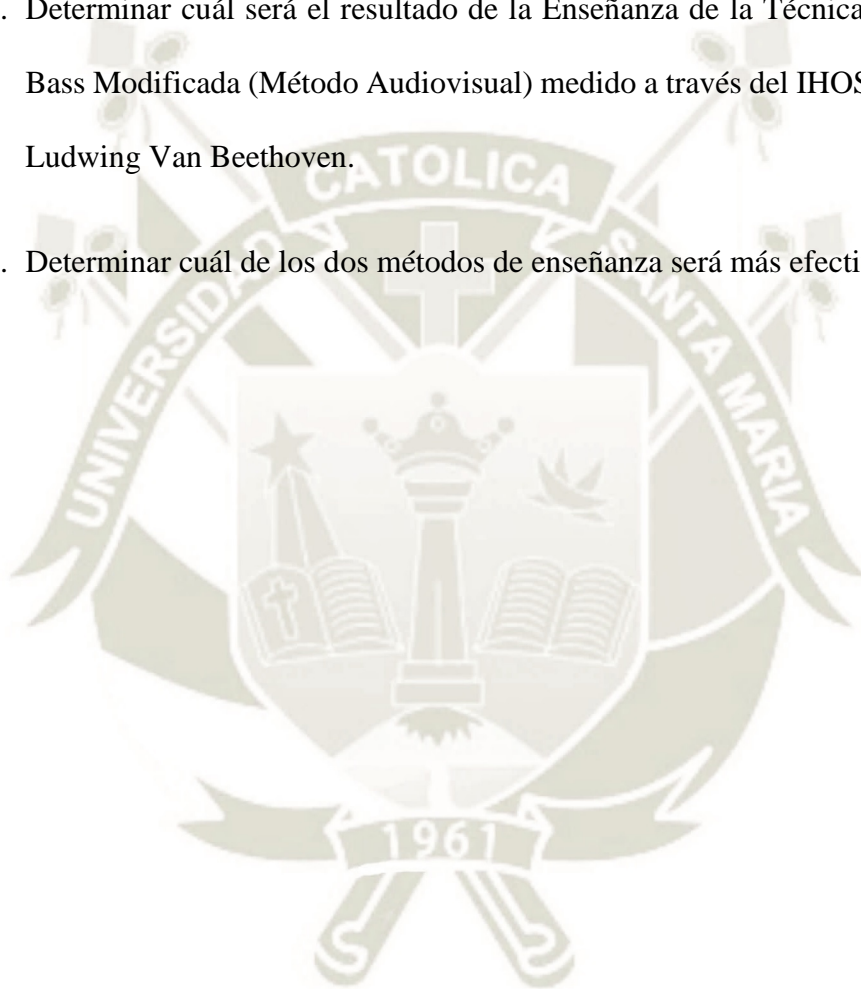 . Determinar cuál será el resultado de la Enseñanza de la Técnica
Bass Modificada (Método Audiovisual) medido a través del IHOS
Ludwing Van Beethoven.
. Determinar cuál de los dos métodos de enseñanza será más efecti
UNIVERSIDAD CATOLICA SANTA MARIA
1961